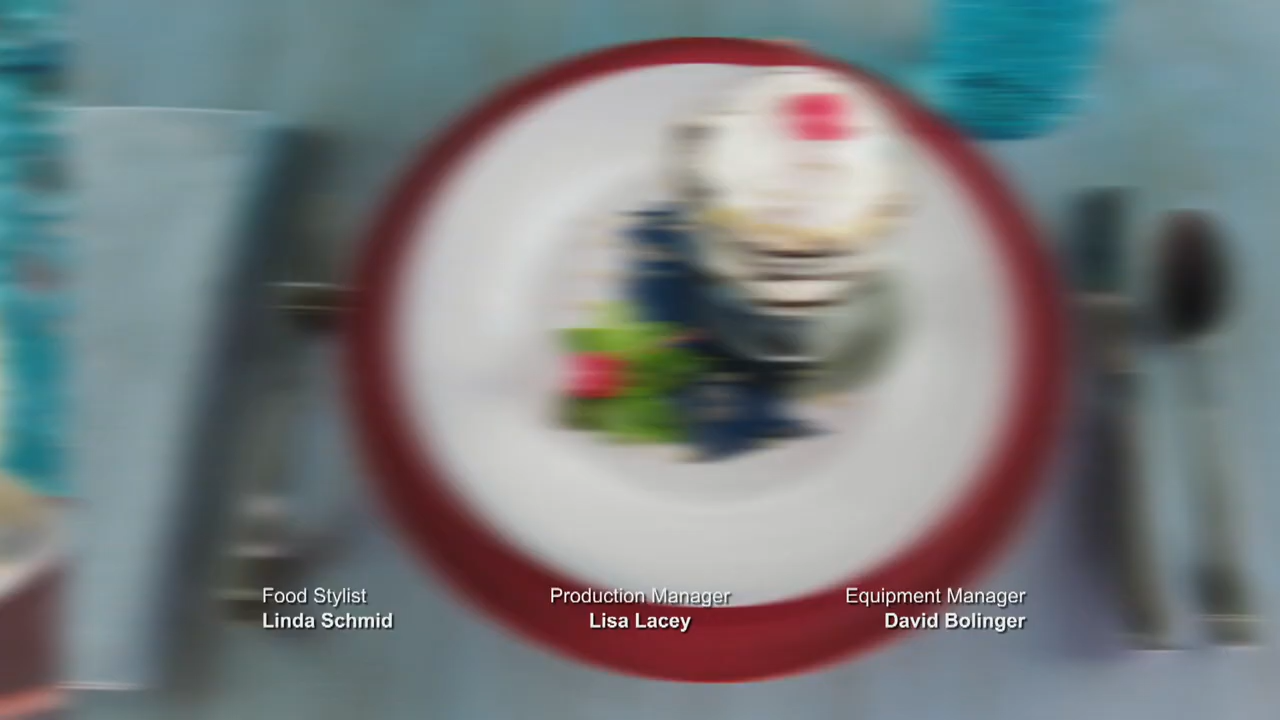 Food Stylist
Linda Schmid
Production Manager
Lisa Lacey
Equipment Manager
David Bolinger